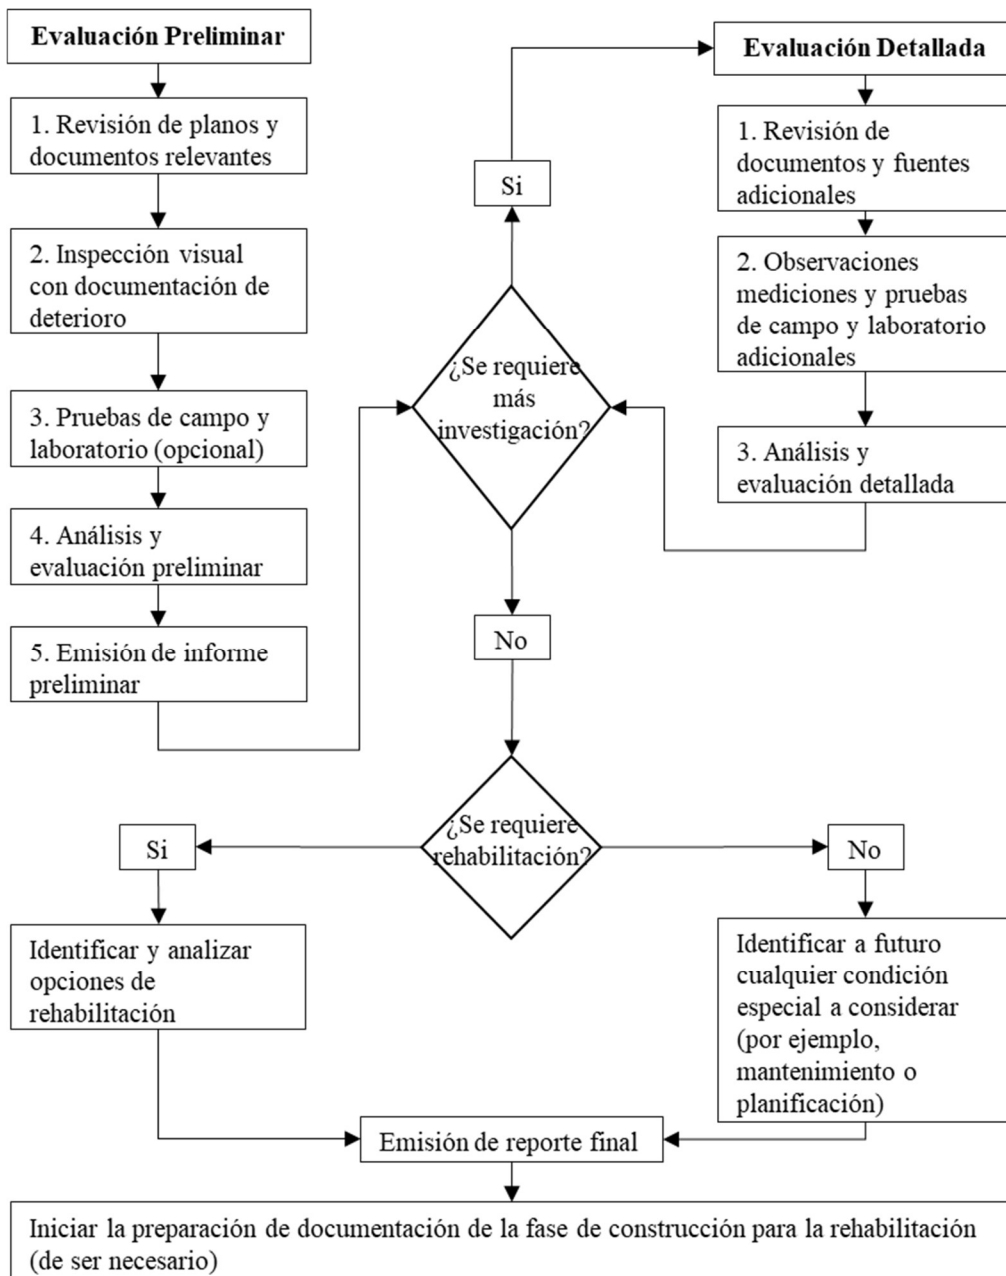 Evaluación Preliminar
1. Revisión de planos y
documentos relevantes
2. Inspección visual
con documentación de
deterioro
3. Pruebas de campo y
laboratorio (opcional)
4. Análisis y
evaluación preliminar
5. Emisión de informe
preliminar
Evaluación Detallada
1. Revisión de
documentos y fuentes
adicionales
2. Observaciones
mediciones y pruebas
de campo y laboratorio
adicionales
3. Análisis y
evaluación detallada
Si
¿Se requiere
más
investigación?
No
¿Se requiere
rehabilitación?
Si
Identificar y analizar
opciones de
rehabilitación
No
Identificar a futuro
cualquier condición
especial a considerar
(por ejemplo,
mantenimiento o
planificación)
Emisión de reporte final
Iniciar la preparación de documentación de la fase de construcción para la rehabilitación
(de ser necesario)